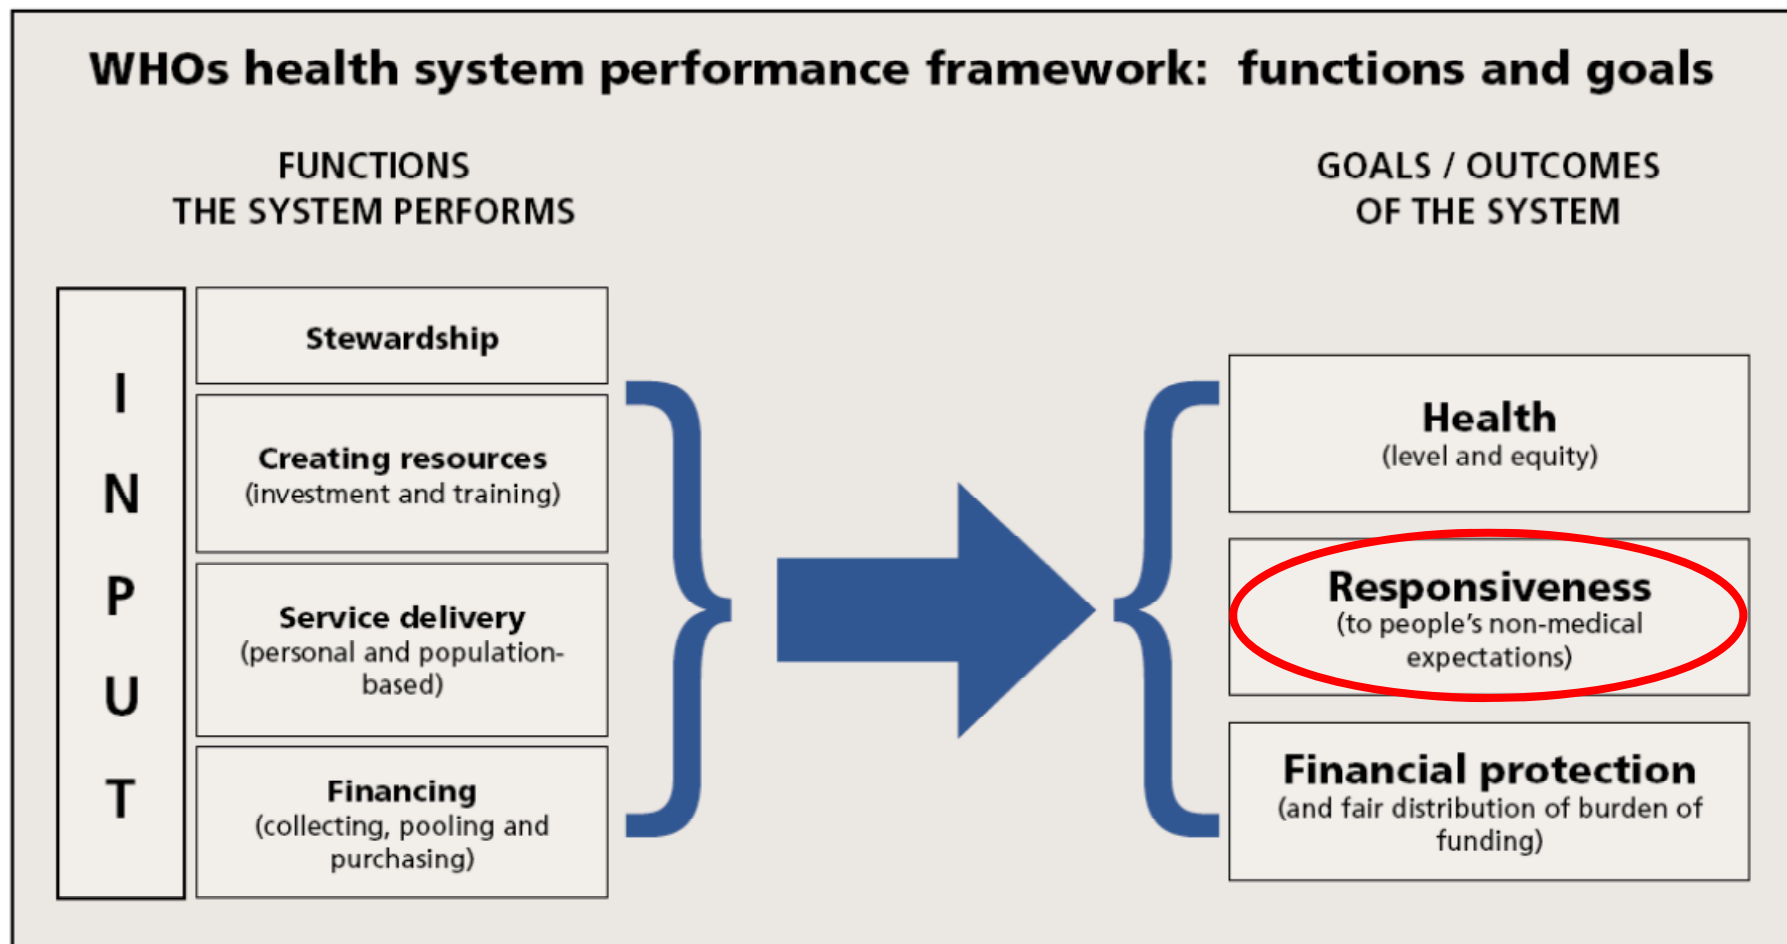 WHOs health system performance framework: functions and goals
FUNCTIONS
THE SYSTEM PERFORMS
GOALS / OUTCOMES
OF THE SYSTEM
I
N
P
U
T
Stewardship
Creating resources
(investment and training)
Service delivery
(personal and population-
based)
Financing
(collecting, pooling and
purchasing)
Health
(level and equity)
Responsiveness
(to people’s non-medical
expectations)
Financial protection
(and fair distribution of burden of
funding)